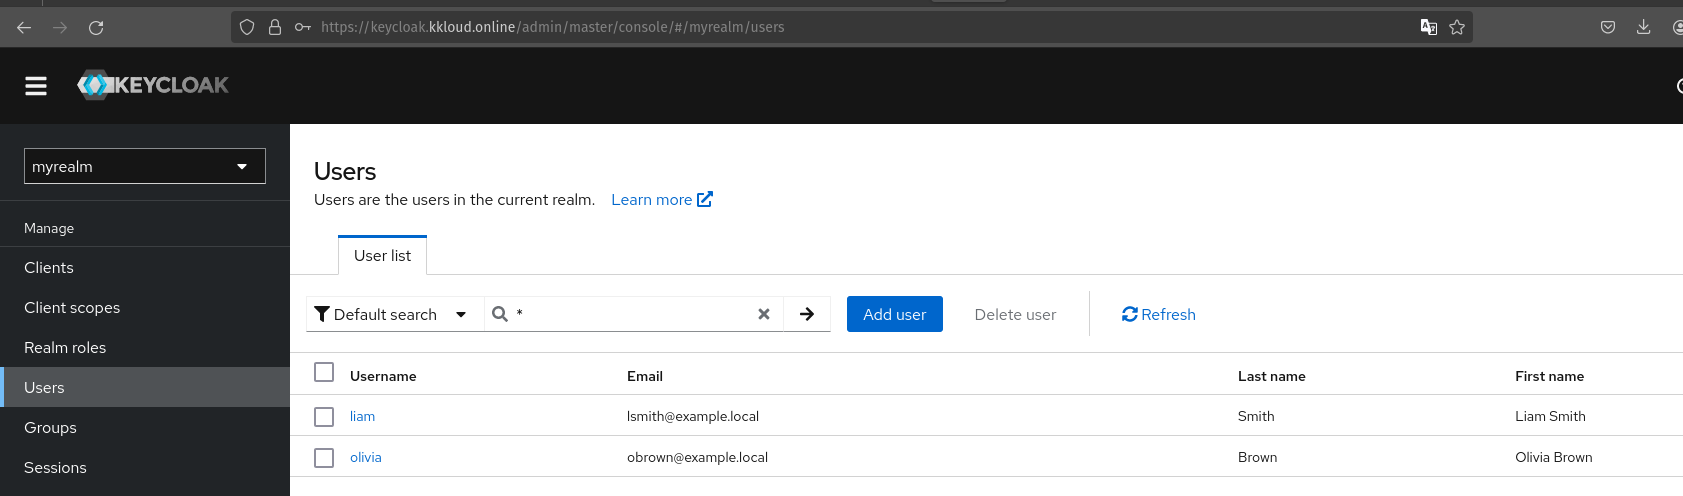 https://keycloak.kkloud.online/admin/master/console/#/myrealm/users
KEYCLOAK
myrealm
Manage
Clients
Client scopes
Realm roles
Users
Groups
Sessions
Users
Users are the users in the current realm. Learn more
User list
Default search * Add user Delete user Refresh
Username Email Last name First name
liam lsmith@example.local Smith Liam Smith
olivia obrown@example.local Brown Olivia Brown